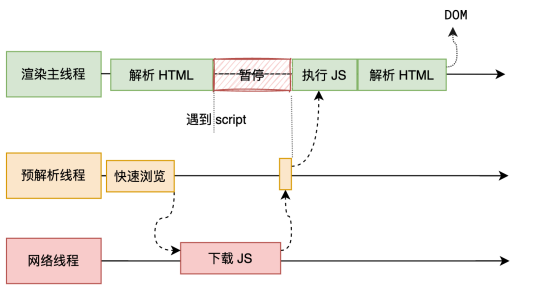 DOM
渲染主线程
解析 HTML
暂停
执行 JS
解析 HTML
遇到 script
预解析线程
快速浏览
网络线程
下载 JS